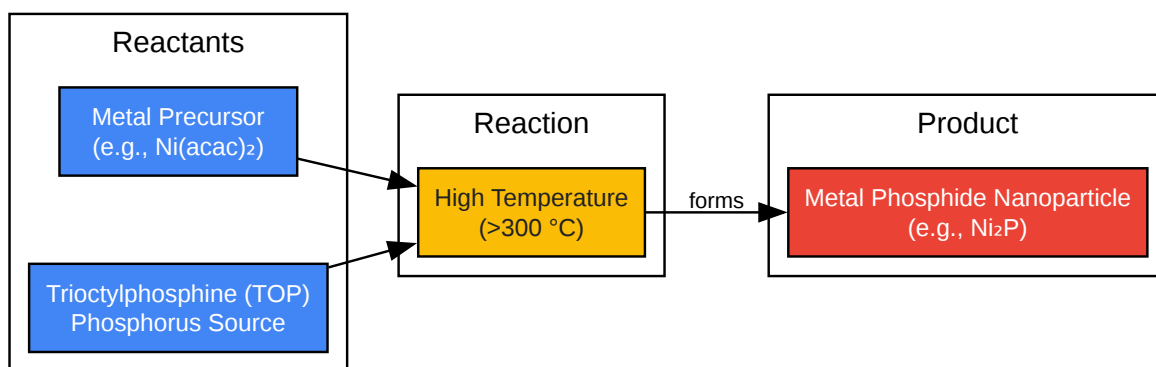 Reactants
Metal Precursor
(e.g., Ni(acac)₂)
Trioctylphosphine (TOP)
Phosphorus Source
Reaction
High Temperature
(>300 °C)
forms
Product
Metal Phosphide Nanoparticle
(e.g., Ni₂P)